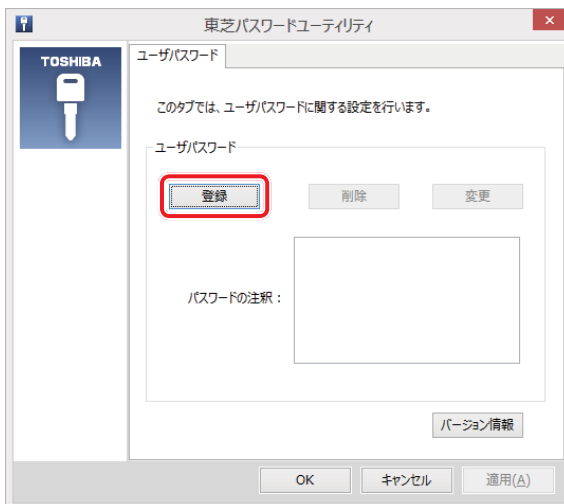 東芝パスワードユーティリティ
TOSHIBA
ユーザパスワード
このタブでは、ユーザパスワードに関する設定を行います。
ユーザパスワード
登録
削除
変更
パスワードの注釈：
バージョン情報
OK
キャンセル
適用(A)